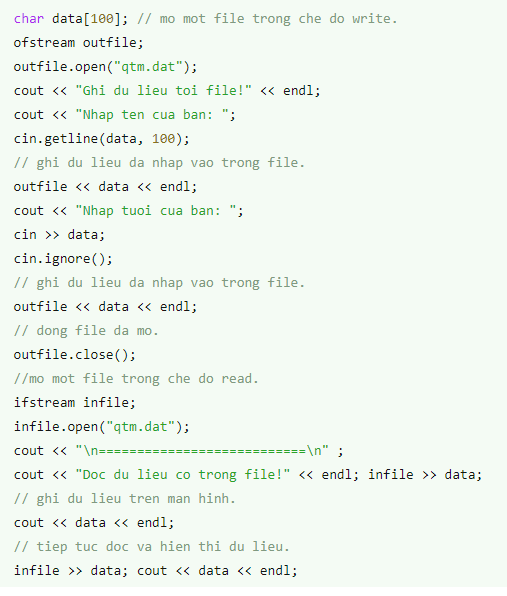 char data[100]; // mo mot file trong che do write.
ofstream outfile;
outfile.open("qtm.dat");
cout << "Ghi du lieu toi file!" << endl;
cout << "Nhap ten cua ban: ";
cin.getline(data, 100);
// ghi du lieu da nhap vao trong file.
outfile << data << endl;
cout << "Nhap tuoi cua ban: ";
cin >> data;
cin.ignore();
// ghi du lieu da nhap vao trong file.
outfile << data << endl;
// dong file da mo.
outfile.close();
//mo mot file trong che do read.
ifstream infile;
infile.open("qtm.dat");
cout << "\n===========================\n" ;
cout << "Doc du lieu co trong file!" << endl; infile >> data;
// ghi du lieu tren man hinh.
cout << data << endl;
// tiep tuc doc va hien thi du lieu.
infile >> data; cout << data << endl;